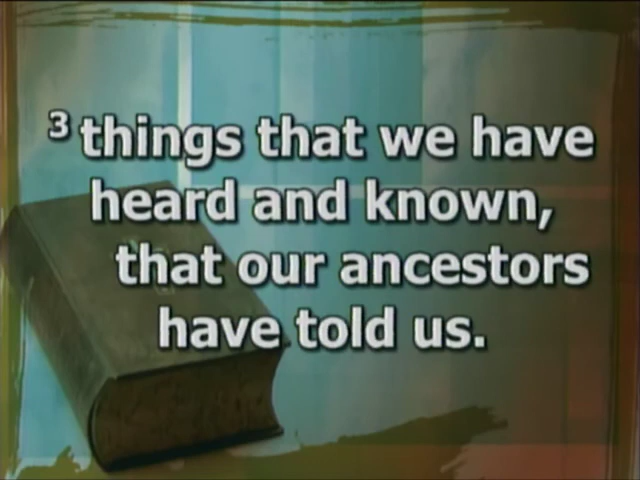 3 things that we have
heard and known,
that our ancestors
have told us.